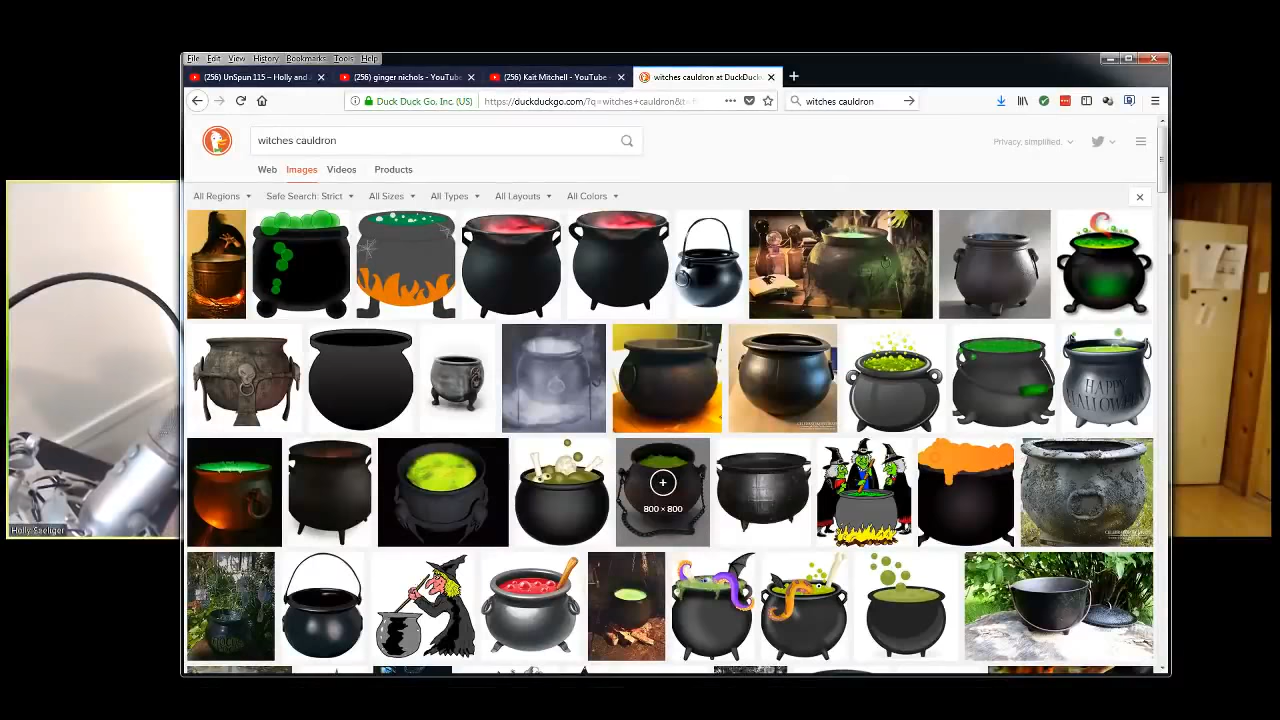 File Edit View History Bookmarks Tools Help
(256) UnSpun 115 – Holly and
(256) ginger nichols - YouTube
(256) Kait Mitchell - YouTube
witches cauldron at DuckDuck
Duck Duck Go, Inc. (US)
https://duckduckgo.com/?q=witches+cauldron&t=
witches cauldron
witches cauldron
Privacy, simplified.
Web Images Videos Products
All Regions Safe Search: Strict All Sizes All Types All Layouts All Colors
HAPPY
HALLOWEEN
800 × 800
Holly Seeliger